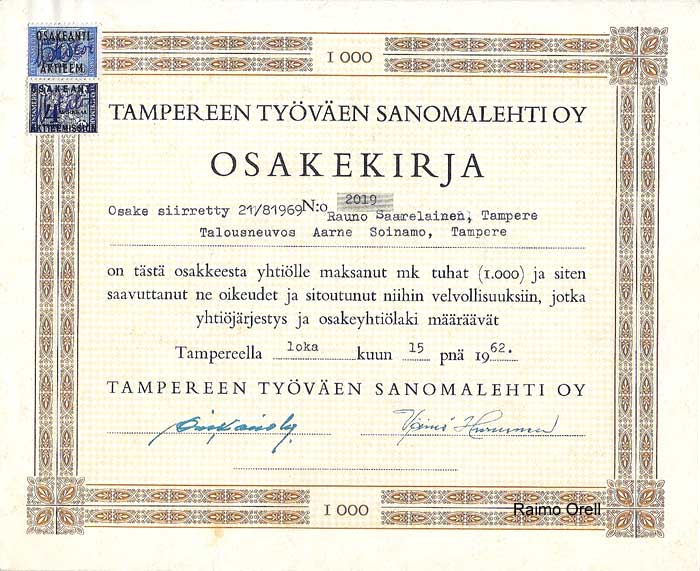 OSAKEANTI
AKTIEEM.
OSAKEANTI
4
AKTIEEMISSION
1 000
TAMPEREEN TYÖVÄEN SANOMALEHTI OY
OSAKEKIRJA
N:o 2019
Osake siirretty 21/81969 Rauno Saarelainen, Tampere
Talousneuvos Aarne Soinamo, Tampere
on tästä osakkeesta yhtiölle maksanut mk tuhat (1.000) ja siten
saavuttanut ne oikeudet ja sitoutunut niihin velvollisuuksiin, jotka
yhtiöjärjestys ja osakeyhtiölaki määräävät
Tampereella loka kuun 15 pnä 1962.
TAMPEREEN TYÖVÄEN SANOMALEHTI OY
1 000
Raimo Orell